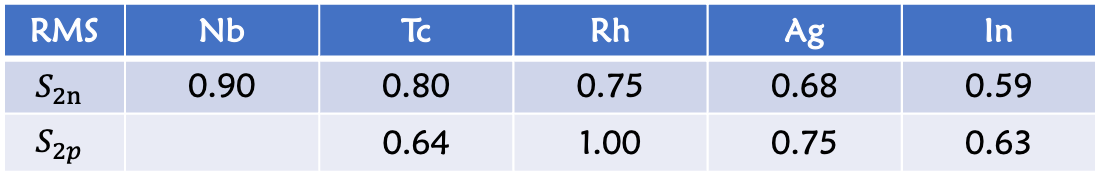 RMS Nb Tc Rh Ag In
S2n 0.90 0.80 0.75 0.68 0.59
S2p 0.64 1.00 0.75 0.63